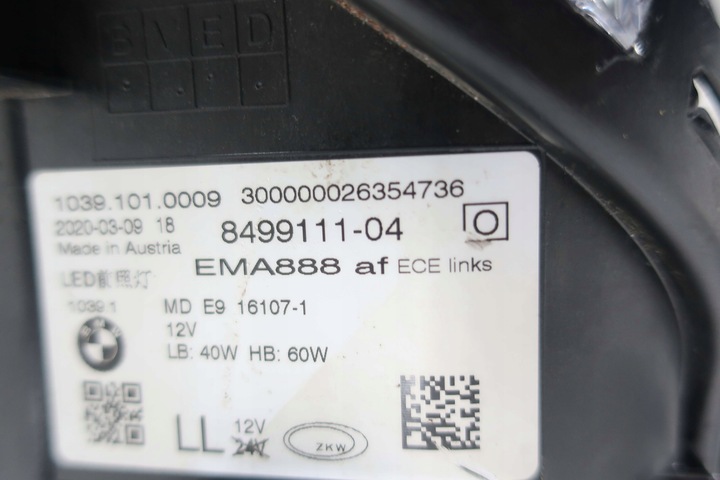 S V E D
1039.101.0009 300000026354736
2020-03-09 18 8499111-04
Made in Austria
EMA888 af ECE links
LED前照灯
1039.1 MD E9 16107-1
12V
LB: 40W HB: 60W
BMW
LL 12V
24V
ZKW